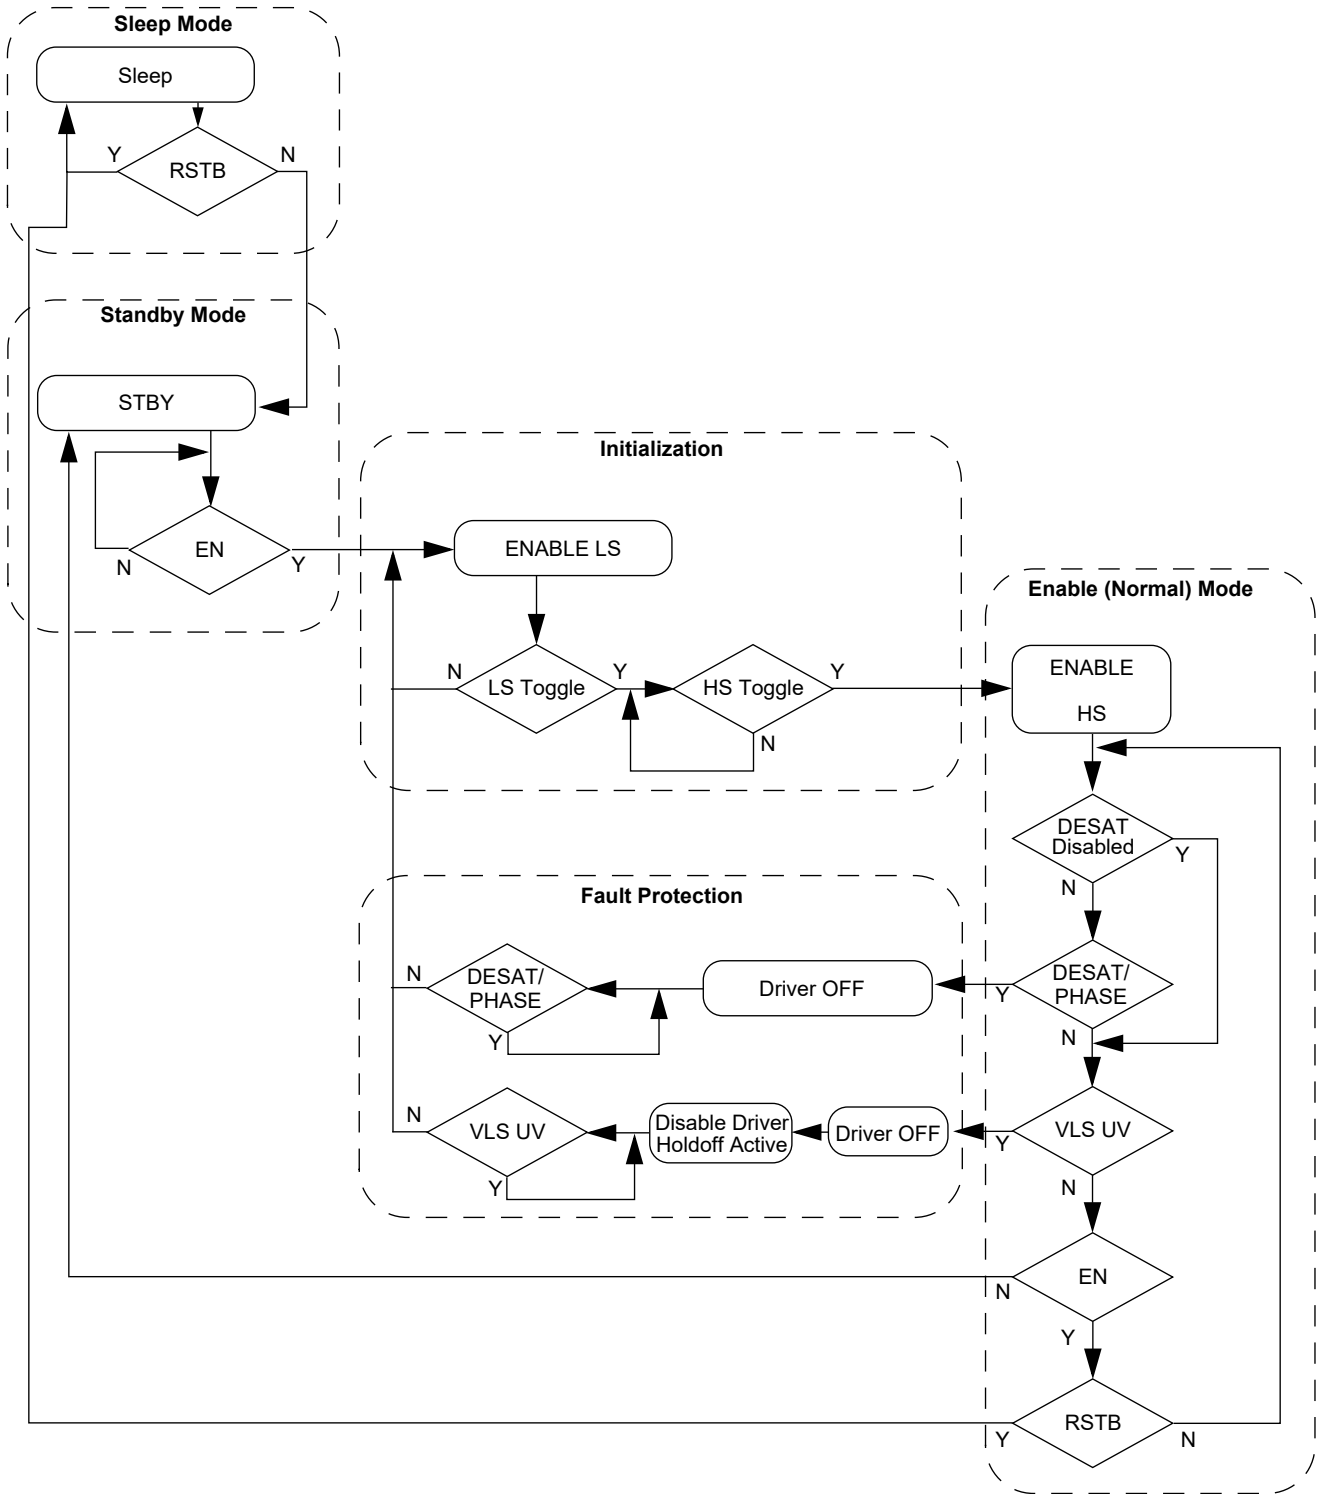 Sleep Mode
Sleep
Y
N
RSTB
Standby Mode
STBY
EN
N
Y
Initialization
ENABLE LS
N
LS Toggle
Y
HS Toggle
Y
N
Enable (Normal) Mode
ENABLE
HS
DESAT
Disabled
Y
N
DESAT/
PHASE
Y
N
VLS UV
Y
N
EN
N
Y
RSTB
Y
N
Fault Protection
N
DESAT/
PHASE
Y
Driver OFF
N
VLS UV
Y
Disable Driver
Holdoff Active
Driver OFF